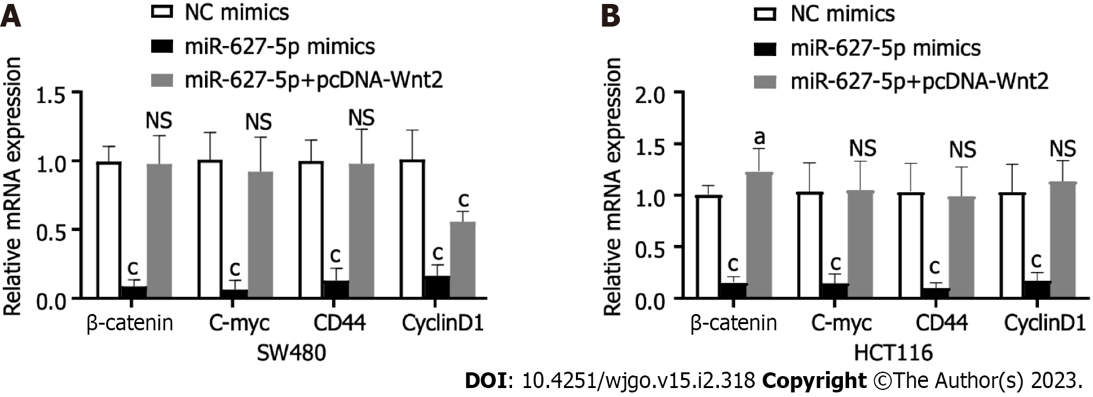 A
NC mimics
miR-627-5p mimics
miR-627-5p+pcDNA-Wnt2
Relative mRNA expression
1.5
1.0
0.5
0.0
NS
NS
NS
c
c
c
c
c
β-catenin C-myc CD44 CyclinD1
SW480
B
NC mimics
miR-627-5p mimics
miR-627-5p+pcDNA-Wnt2
Relative mRNA expression
2.0
1.5
1.0
0.5
0.0
a
NS
NS
NS
c
c
c
c
β-catenin C-myc CD44 CyclinD1
HCT116
DOI: 10.4251/wjgo.v15.i2.318 Copyright ©The Author(s) 2023.